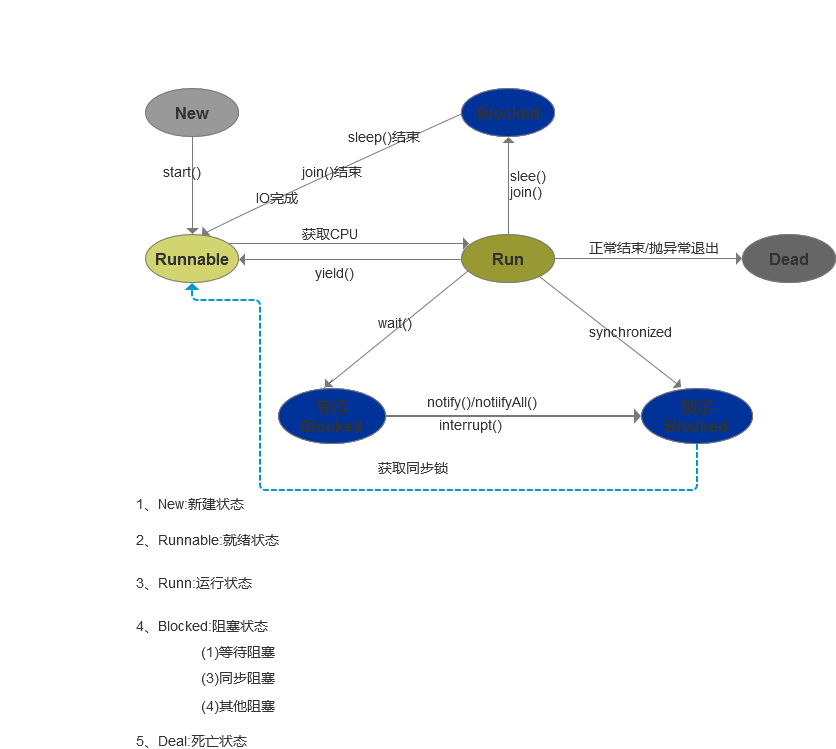 New
Blocked
sleep()结束
join()结束
IO完成
start()
slee()
join()
Runnable
获取CPU
yield()
Run
正常结束/抛异常退出
Dead
wait()
synchronized
Blocked
notify()/notiifyAll()
interrupt()
锁定
Blocked
获取同步锁
1、New:新建状态
2、Runnable:就绪状态
3、Runn:运行状态
4、Blocked:阻塞状态
(1)等待阻塞
(3)同步阻塞
(4)其他阻塞
5、Deal:死亡状态